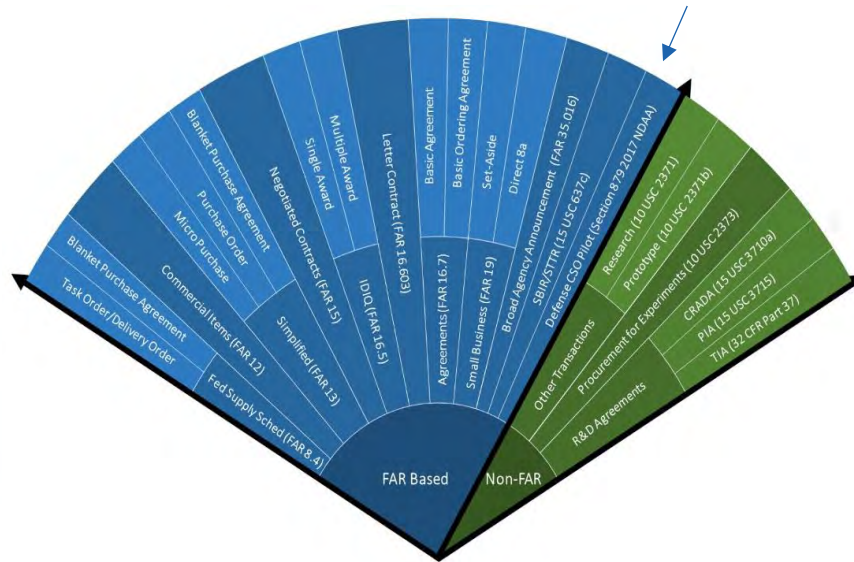 Task Order/Delivery Order
Blanket Purchase Agreement
Fed Supply Sched (FAR 8.4)
Commercial Items (FAR 12)
Micro Purchase
Purchase Order
Blanket Purchase Agreement
Simplified (FAR 13)
Negotiated Contracts (FAR 15)
Single Award
Multiple Award
IDIQ (FAR 16.5)
Letter Contract (FAR 16.603)
Basic Agreement
Basic Ordering Agreement
Agreements (FAR 16.7)
Set-Aside
Direct 8a
Small Business (FAR 19)
Broad Agency Announcement (FAR 35.016)
SBIR/STTR (15 USC 637c)
Defense CSO Pilot (Section 879 2017 NDAA)
Research (10 USC 2371)
Prototype (10 USC 2371b)
Other Transactions
Procurement for Experiments (10 USC 2373)
CRADA (15 USC 3710a)
PIA (15 USC 3715)
TIA (32 CFR Part 37)
R&D Agreements
FAR Based
Non-FAR